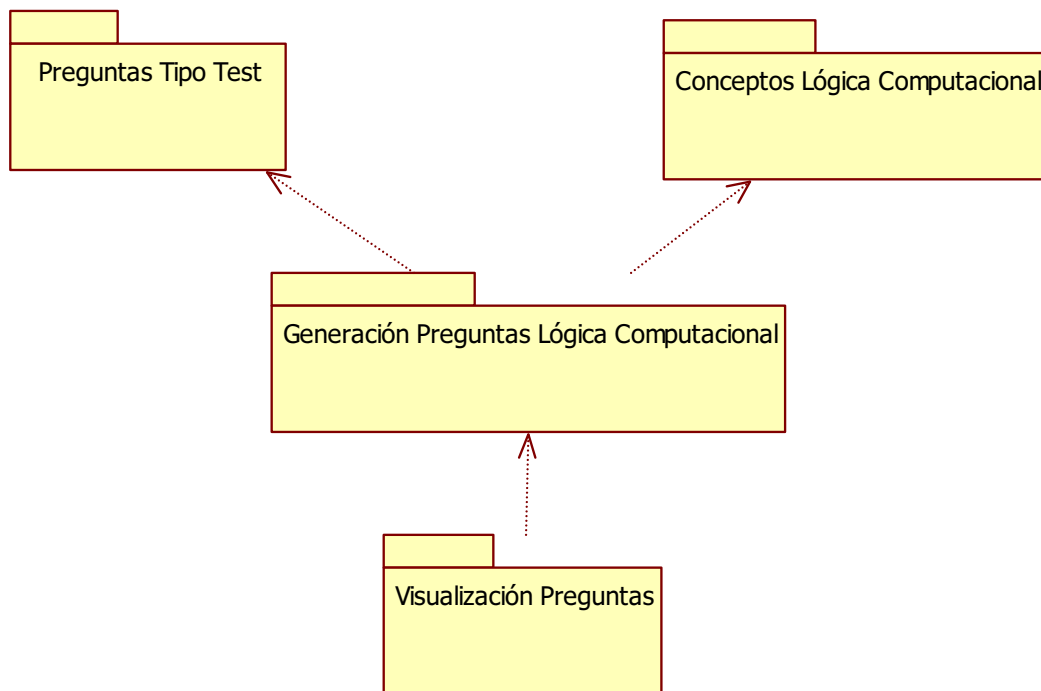 Preguntas Tipo Test
Conceptos Lógica Computacional
Generación Preguntas Lógica Computacional
Visualización Preguntas